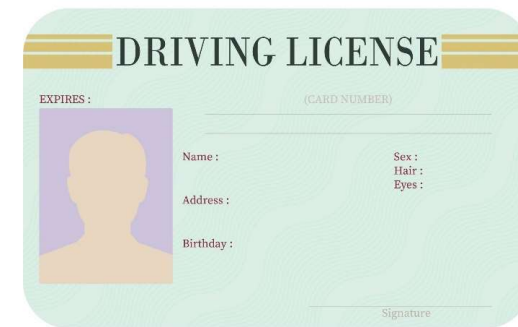 DRIVING LICENSE
EXPIRES :
(CARD NUMBER)
Name :
Sex :
Hair :
Eyes :
Address :
Birthday :
Signature